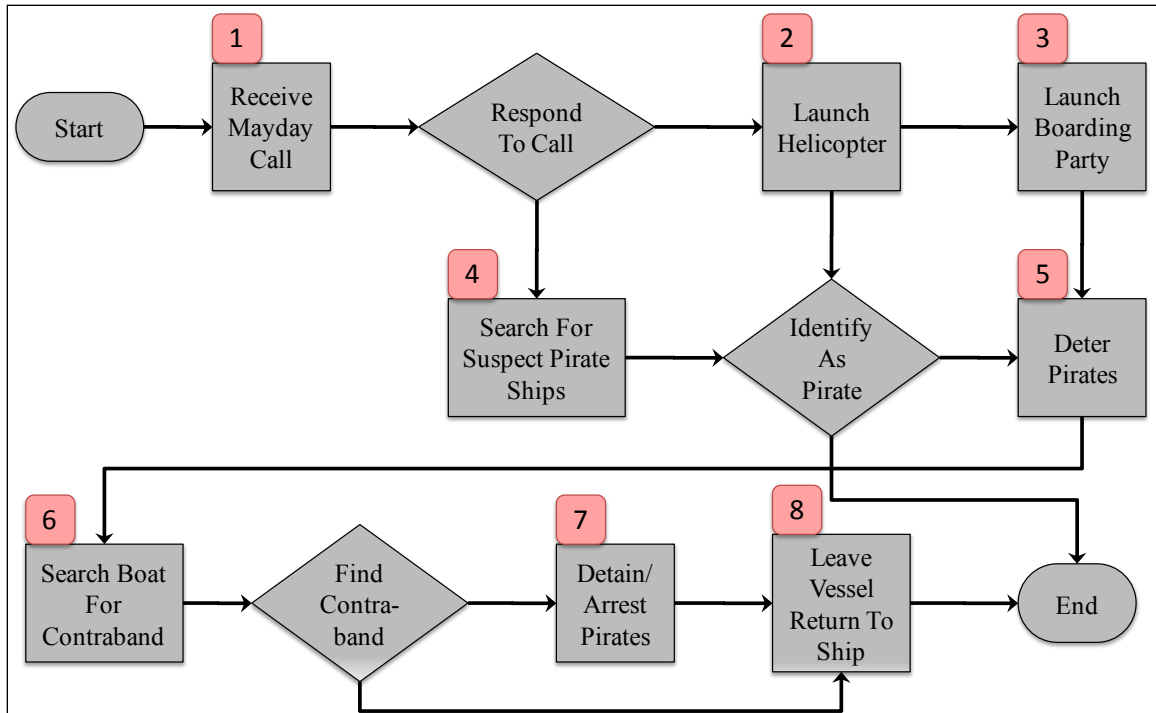 1
2
3
Start
Receive
Mayday
Call
Respond
To Call
Launch
Helicopter
Launch
Boarding
Party
4
5
Search For
Suspect Pirate
Ships
Identify
As
Pirate
Deter
Pirates
6
7
8
Search Boat
For
Contraband
Find
Contra-
band
Detain/
Arrest
Pirates
Leave
Vessel
Return To
Ship
End